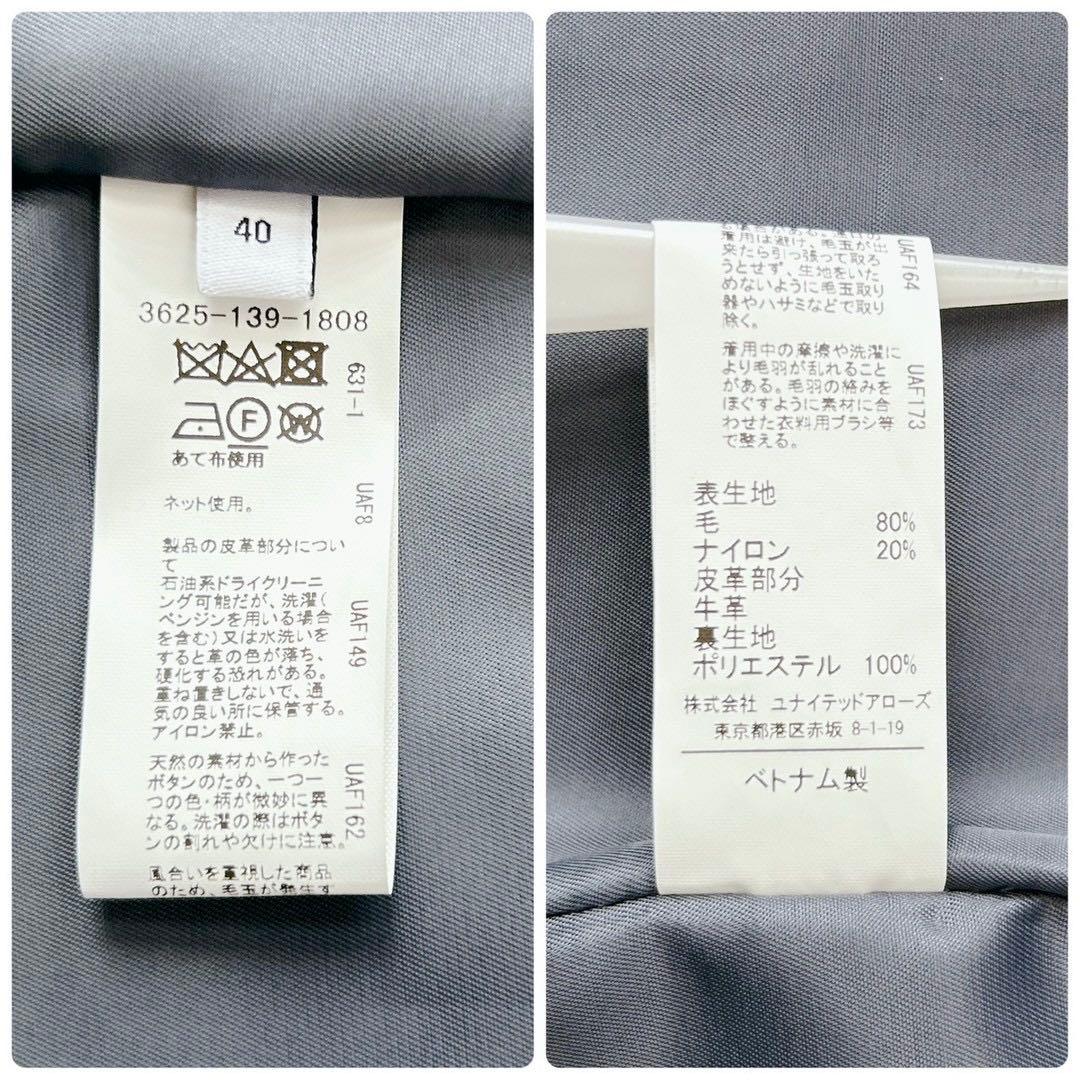 40
3625-139-1808
631-1
F
W
あて布使用
ネット使用。
UAF8
製品の皮革部分につい
て
石油系ドライクリーニ
ング可能だが、洗濯(
ベンジンを用いる場合
を含む)又は水洗いを
すると革の色が落ち、
硬化する恐れがある。
重ね置きしないで、通
気の良い所に保管する。
アイロン禁止。
UAF149
天然の素材から作った
ボタンのため、一つ一
つの色・柄が微妙に異
なる。洗濯の際はボタ
ンの割れや欠けに注意。
UAF162
風合いを重視した商品
のため、毛玉が発生す
る場合がある。
着用は避け、毛玉が出
来たら引っ張って取る
うとせず、生地をいた
めないように毛玉取り
器やハサミなどで取り
除く。
UAF164
着用中の摩擦や洗濯に
より毛羽が乱れること
がある。毛羽の絡みを
ほぐすように素材に合
わせた衣料用ブラシ等
で整える。
UAF173
表生地
毛 80%
ナイロン 20%
皮革部分
牛革
裏生地
ポリエステル 100%
株式会社 ユナイテッドアローズ
東京都港区赤坂 8-1-19
ベトナム製